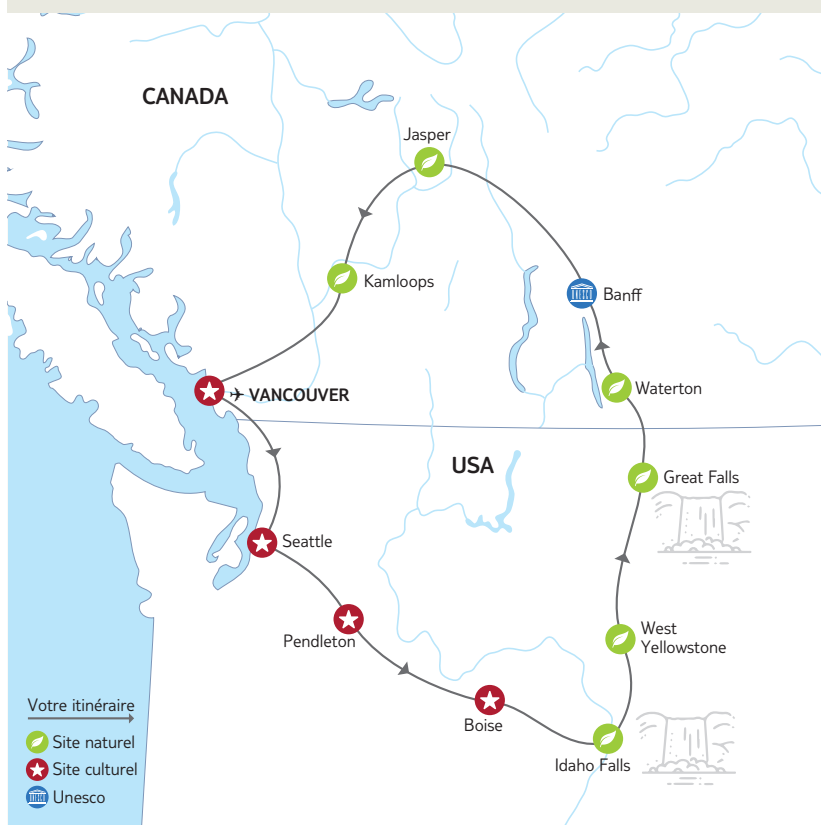 CANADA
Jasper
Kamloops
Banff
VANCOUVER
Waterton
USA
Great Falls
Seattle
Pendleton
West
Yellowstone
Boise
Idaho Falls
Votre itinéraire
Site naturel
Site culturel
Unesco